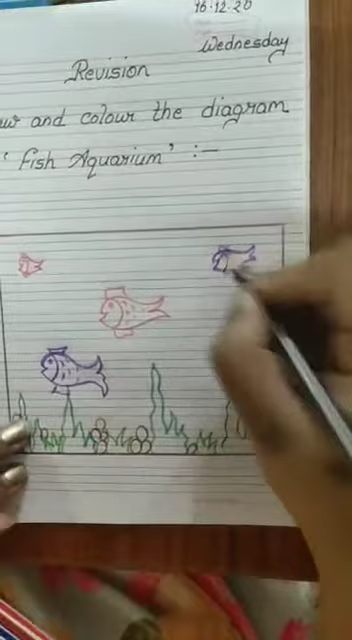 16.12.20
Wednesday
Revision
and colour the diagram
' Fish Aquarium' :-